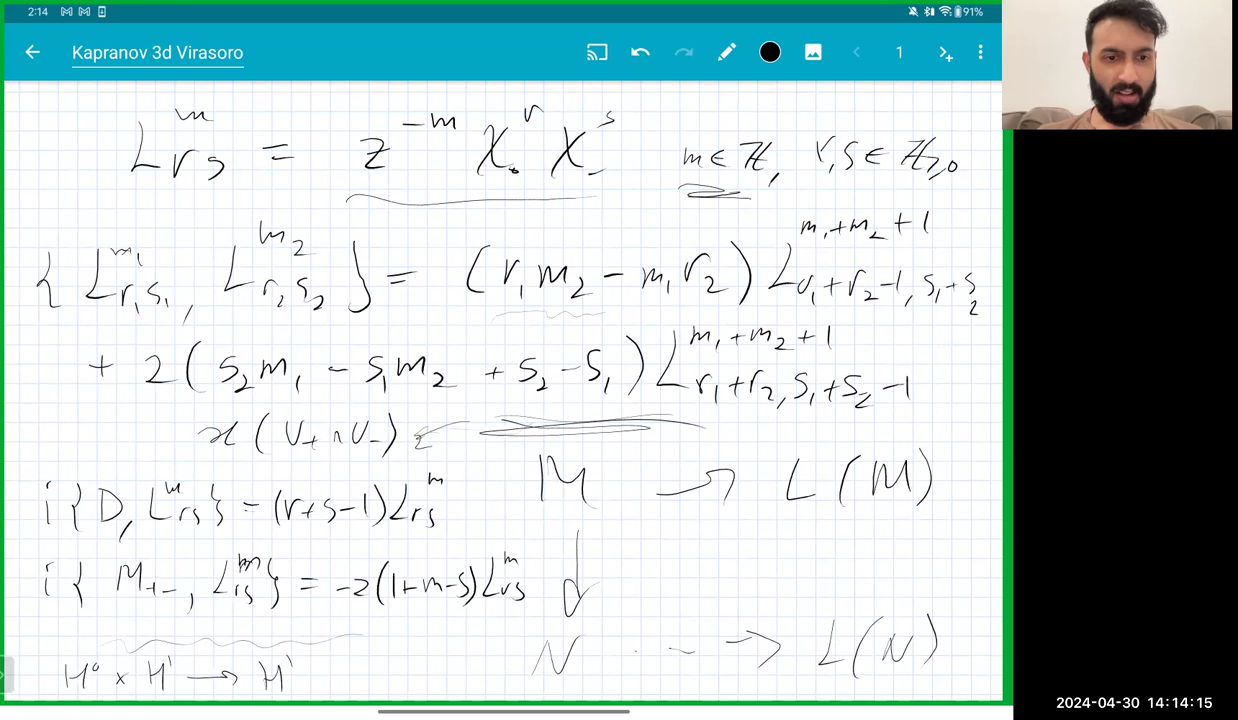 2:14 91%
Kapranov 3d Virasoro 1
L^m_{rs} = z^{-m} X_0^r X_-^s m ∈ ℤ, r, s ∈ ℤ_{≥0}
{ L^{m_1}_{r_1 s_1}, L^{m_2}_{r_2 s_2} } = (r_1 m_2 - m_1 r_2) L^{m_1+m_2+1}_{r_1+r_2-1, s_1+s_2}
+ 2 (s_2 m_1 - s_1 m_2 + s_2 - s_1) L^{m_1+m_2+1}_{r_1+r_2, s_1+s_2-1}
(U_+ ∩ U_-)
M → L(M)
i{D, L^m_{rs}} = (r+s-1) L^m_{rs}
i{M_{+-}, L^m_{rs}} = -2(1+m-s) L^m_{rs}
N → L(N)
H^0 × H^1 → H^1
2024-04-30 14:14:15